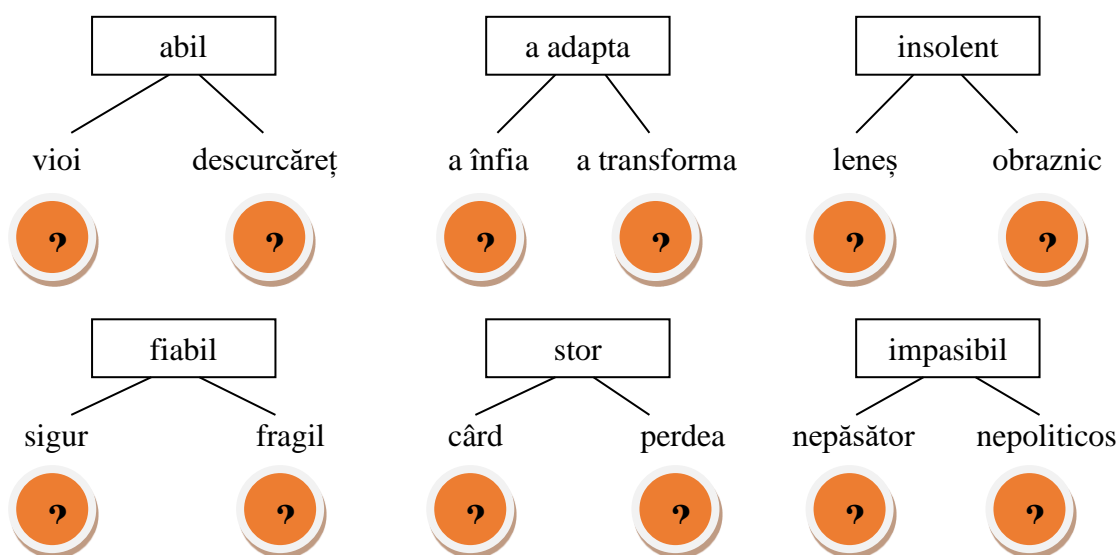 abil a adapta insolent
vioi descurcăreț a înfia a transforma leneș obraznic
? ? ? ? ? ?
fiabil stor impasibil
sigur fragil cârd perdea nepăsător nepoliticos
? ? ? ? ? ?